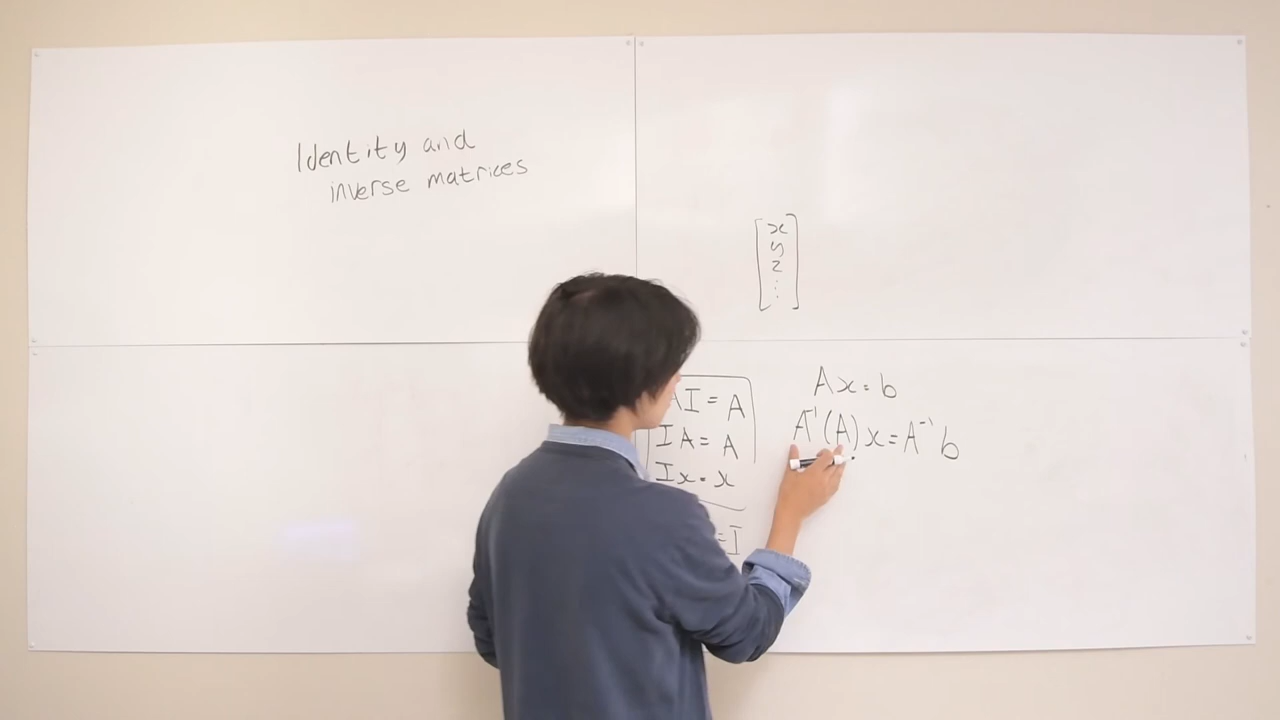 Identity and
inverse matrices
[x
y
z
⋮]
AI = A
IA = A
Ix = x
= I
Ax = b
A⁻¹(A)x = A⁻¹b